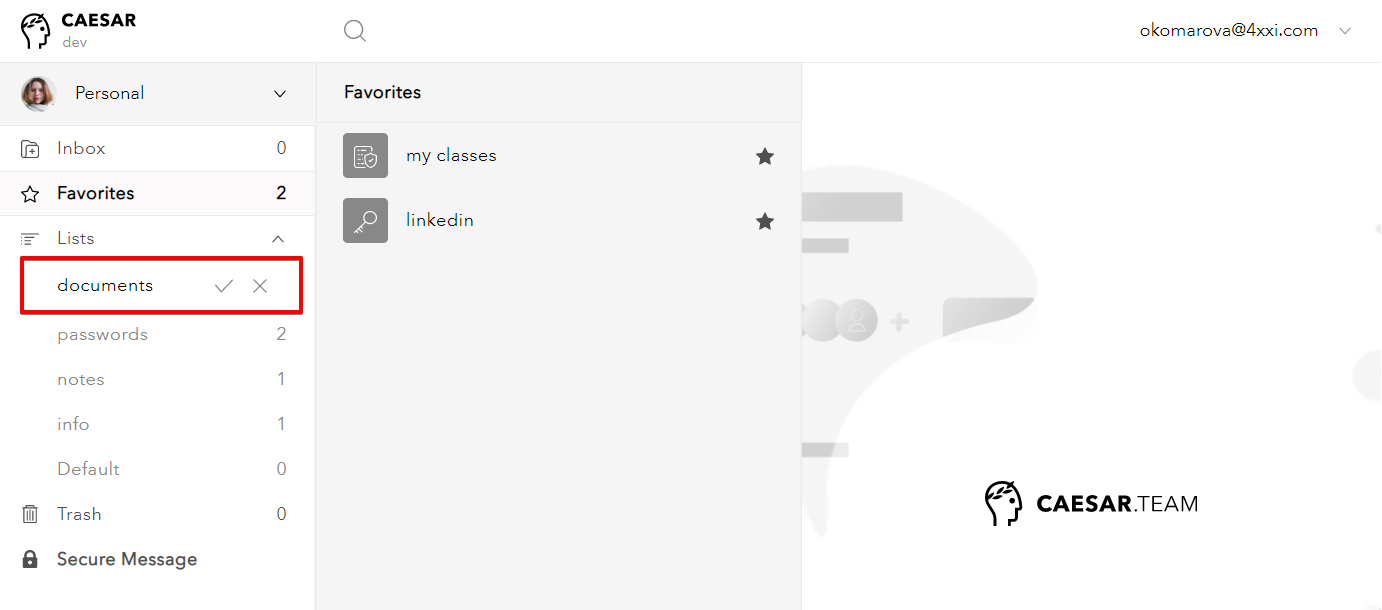 CAESAR
dev
okomarova@4xxi.com
Personal
Inbox 0
Favorites 2
Lists
documents
passwords 2
notes 1
info 1
Default 0
Trash 0
Secure Message
Favorites
my classes
linkedin
CAESAR.TEAM